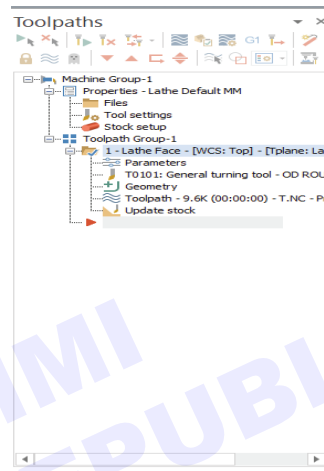 Toolpaths
G1
Machine Group-1
Properties - Lathe Default MM
Files
Tool settings
Stock setup
Toolpath Group-1
1 - Lathe Face - [WCS: Top] - [Tplane: La
Parameters
T0101: General turning tool - OD ROU
Geometry
Toolpath - 9.6K (00:00:00) - T.NC - P
Update stock